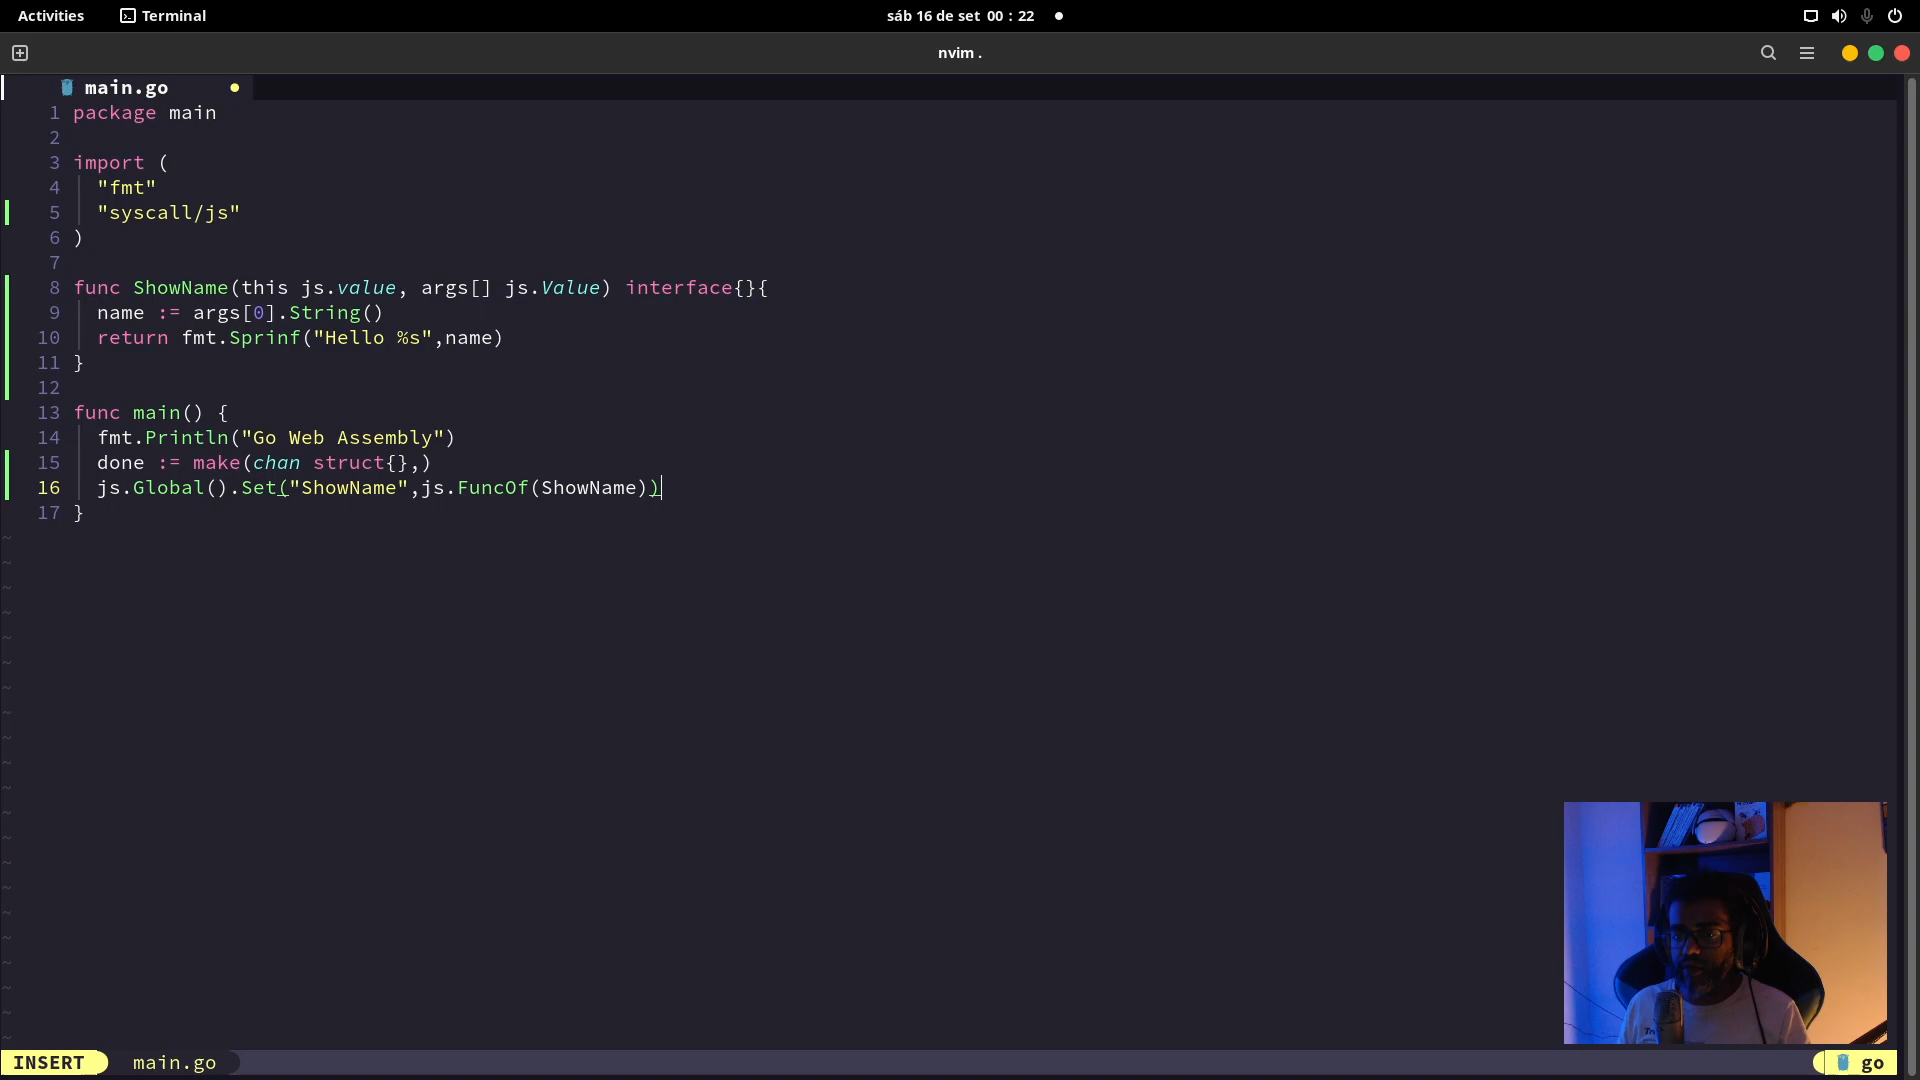 Activities Terminal sáb 16 de set 00 : 22
nvim .
main.go
1 package main
2
3 import (
4 "fmt"
5 "syscall/js"
6 )
7
8 func ShowName(this js.value, args[] js.Value) interface{}{
9 name := args[0].String()
10 return fmt.Sprinf("Hello %s",name)
11 }
12
13 func main() {
14 fmt.Println("Go Web Assembly")
15 done := make(chan struct{},)
16 js.Global().Set("ShowName",js.FuncOf(ShowName))
17 }
INSERT main.go go